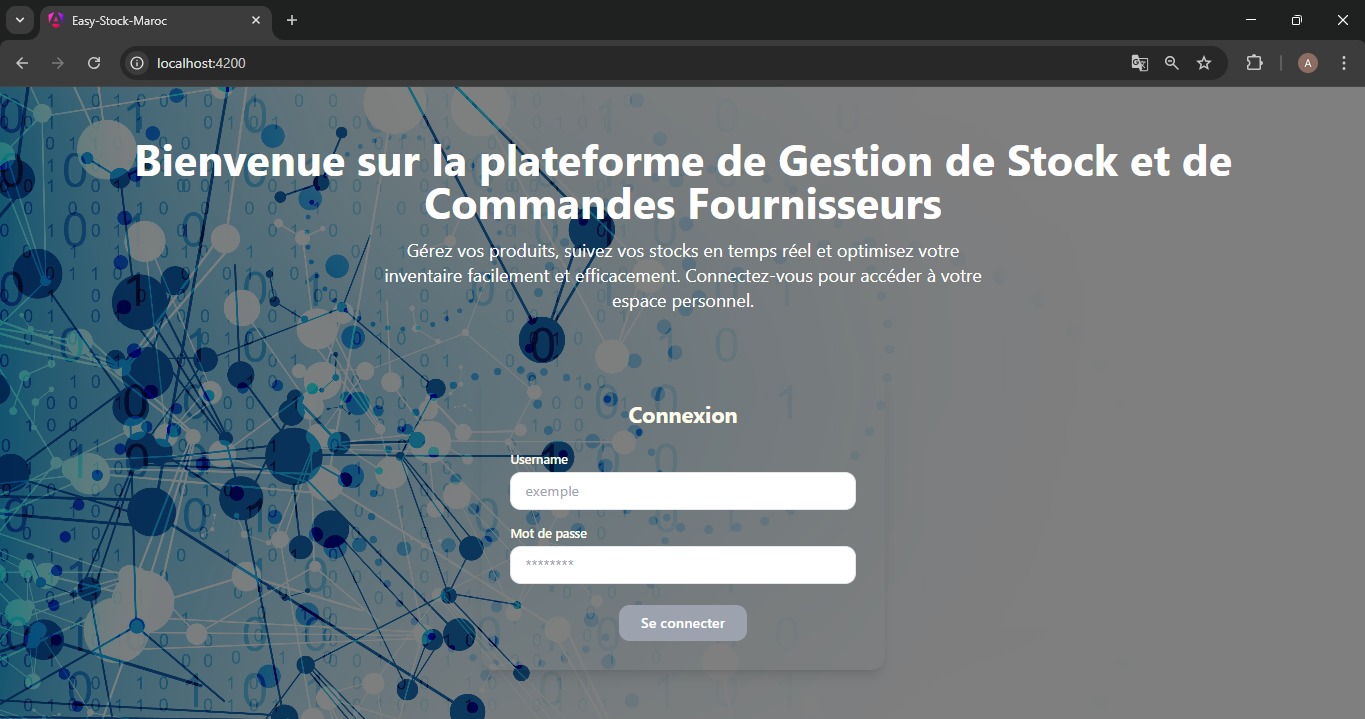 Easy-Stock-Maroc
localhost:4200
A
Bienvenue sur la plateforme de Gestion de Stock et de
Commandes Fournisseurs
Gérez vos produits, suivez vos stocks en temps réel et optimisez votre
inventaire facilement et efficacement. Connectez-vous pour accéder à votre
espace personnel.
Connexion
Username
exemple
Mot de passe
********
Se connecter